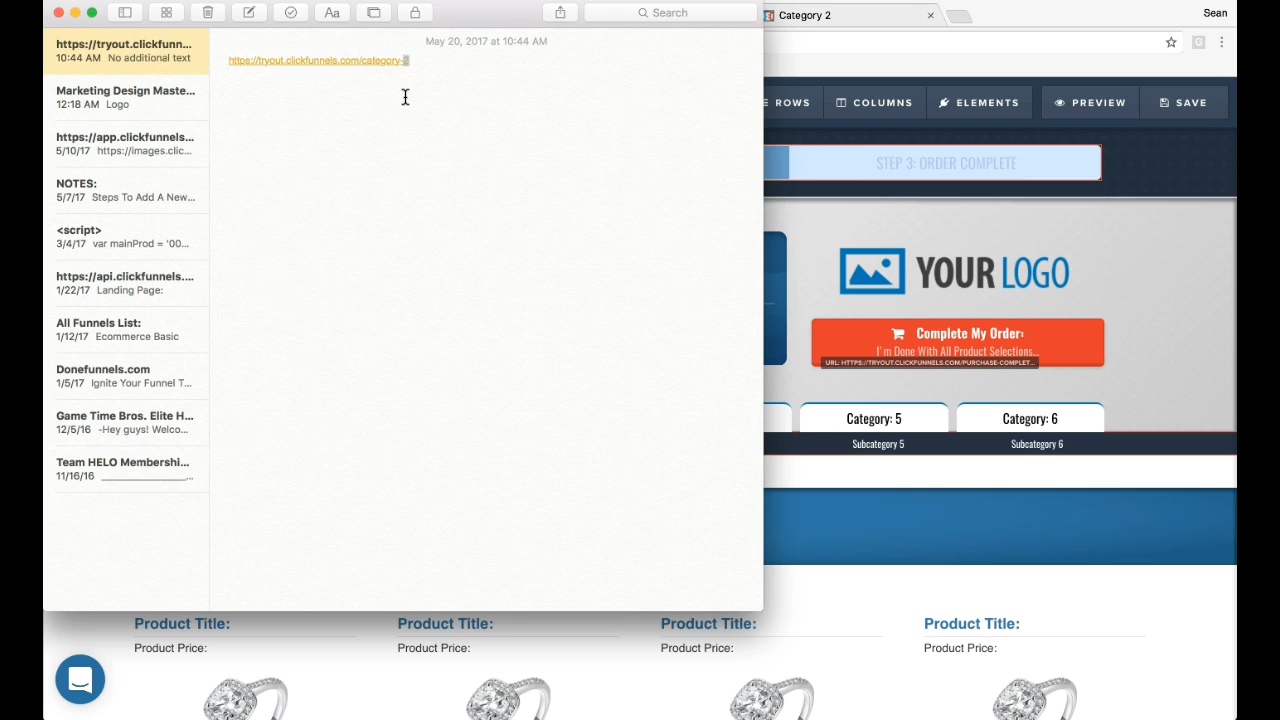 Aa
Search
https://tryout.clickfunn...
10:44 AM No additional text
Marketing Design Maste...
12:18 AM Logo
https://app.clickfunnels...
5/10/17 https://images.clic...
NOTES:
5/7/17 Steps To Add A New...
<script>
3/4/17 var mainProd = '00...
https://api.clickfunnels....
1/22/17 Landing Page:
All Funnels List:
1/12/17 Ecommerce Basic
Donefunnels.com
1/5/17 Ignite Your Funnel T...
Game Time Bros. Elite H...
12/5/16 -Hey guys! Welco...
Team HELO Membershi...
11/16/16 ________________...
May 20, 2017 at 10:44 AM
https://tryout.clickfunnels.com/category-2
Category 2
Sean
ROWS
COLUMNS
ELEMENTS
PREVIEW
SAVE
STEP 3: ORDER COMPLETE
YOUR LOGO
Complete My Order:
I'm Done With All Product Selections...
URL: HTTPS://TRYOUT.CLICKFUNNELS.COM/PURCHASE-COMPLET...
Category: 5 Category: 6
Subcategory 5 Subcategory 6
Product Title: Product Title: Product Title: Product Title:
Product Price: Product Price: Product Price: Product Price: